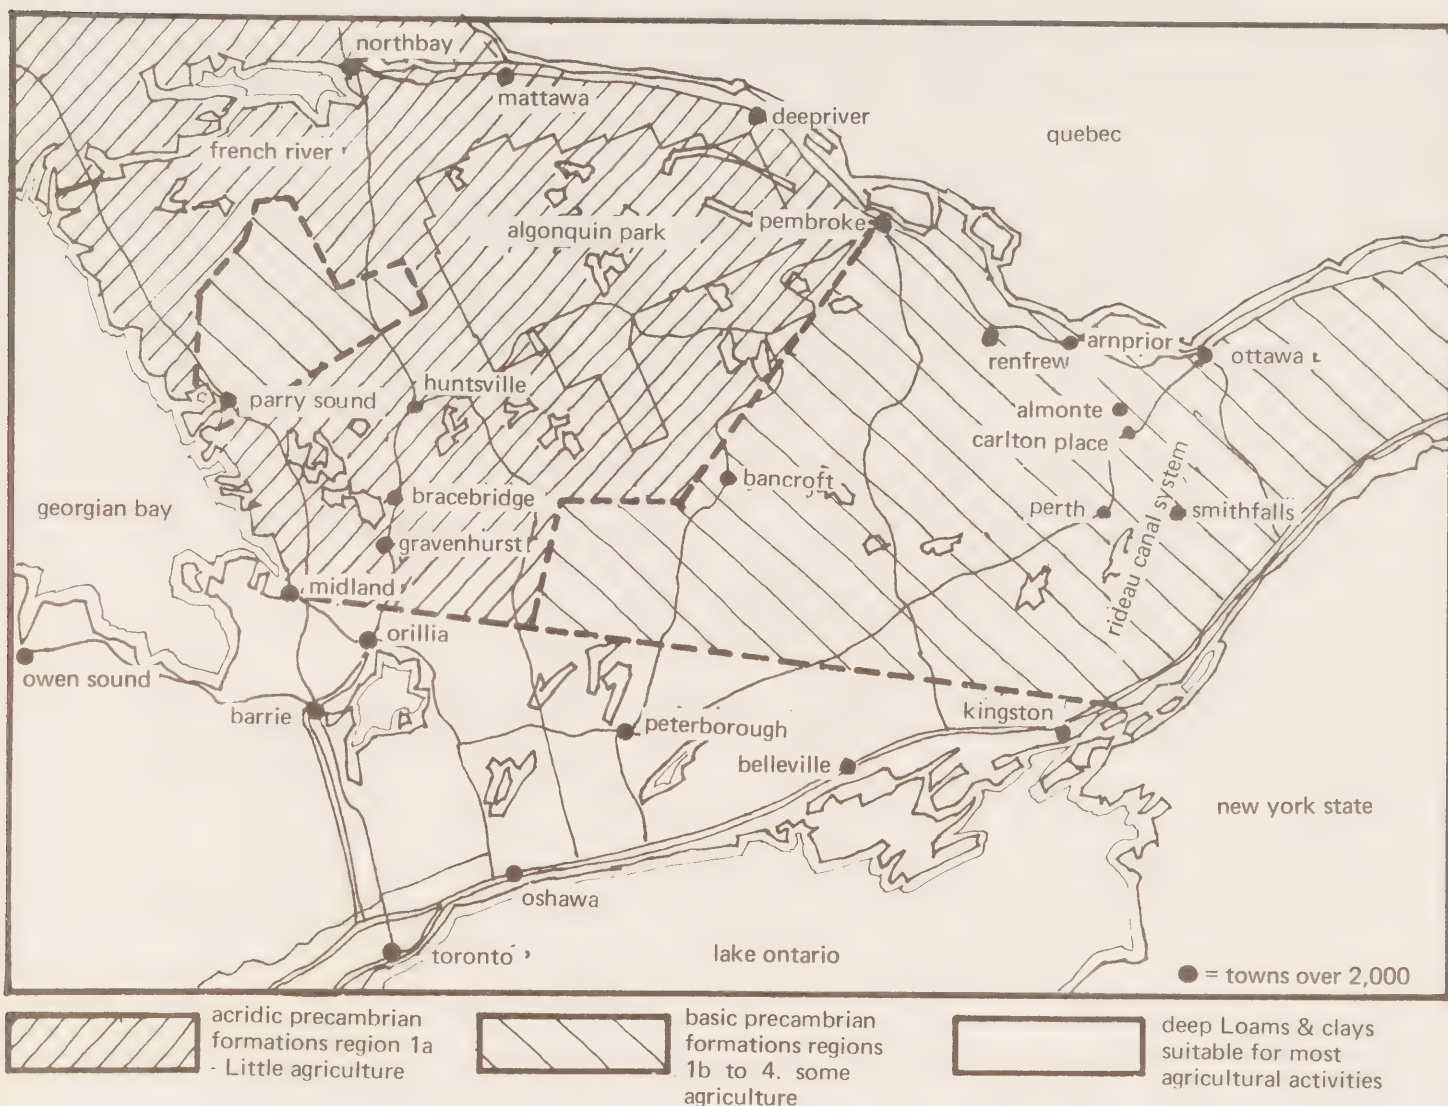 northbay
mattawa
deepriver
quebec
french river
algonquin park
pembroke
renfrew
arnprior
ottawa
parry sound
huntsville
almonte
carlton place
georgian bay
bracebridge
bancroft
perth
smithfalls
rideau canal system
gravenhurst
midland
orillia
owen sound
barrie
peterborough
kingston
belleville
new york state
oshawa
toronto
lake ontario
● = towns over 2,000
acridic precambrian
formations region 1a
- Little agriculture
basic precambrian
formations regions
1b to 4. some
agriculture
deep Loams & clays
suitable for most
agricultural activities